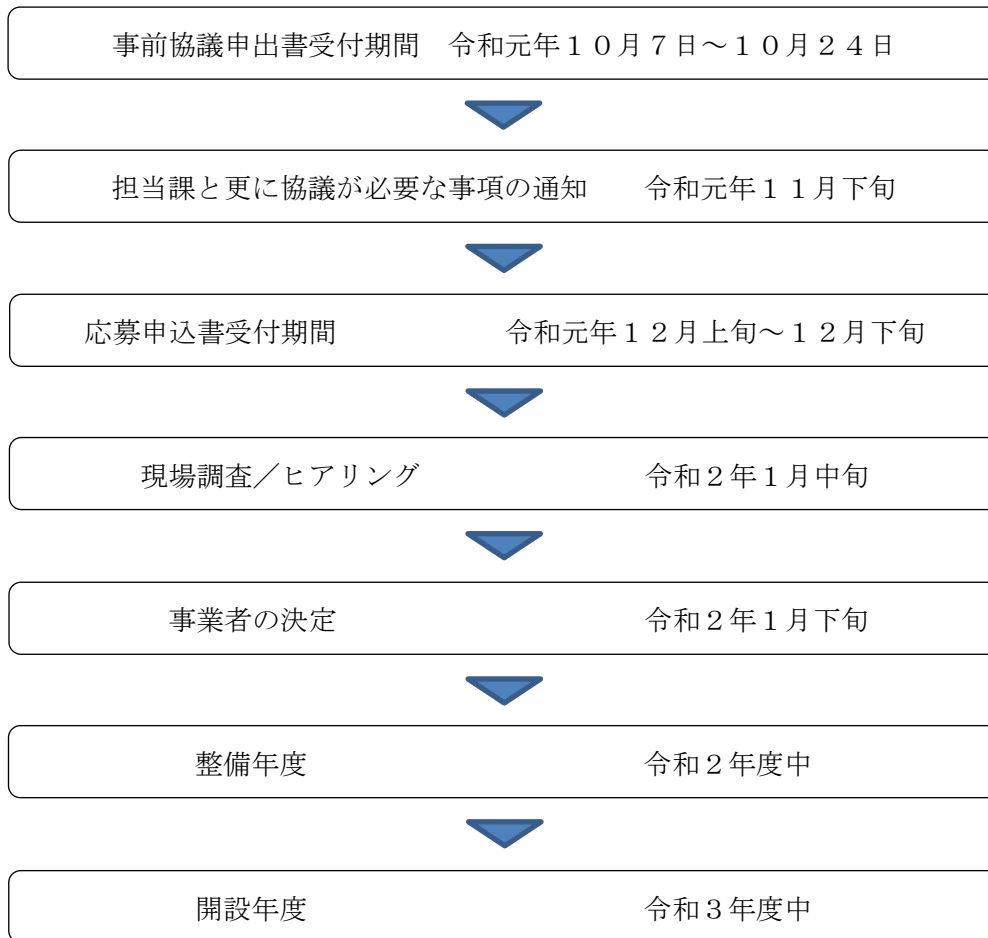 事前協議申出書受付期間　令和元年１０月７日～１０月２４日
担当課と更に協議が必要な事項の通知　　令和元年１１月下旬
応募申込書受付期間　　　　　　令和元年１２月上旬～１２月下旬
現場調査／ヒアリング　　　　　　　　令和２年１月中旬
事業者の決定　　　　　　　　　　　令和２年１月下旬
整備年度　　　　　　　　　　　　令和２年度中
開設年度　　　　　　　　　　　　令和３年度中